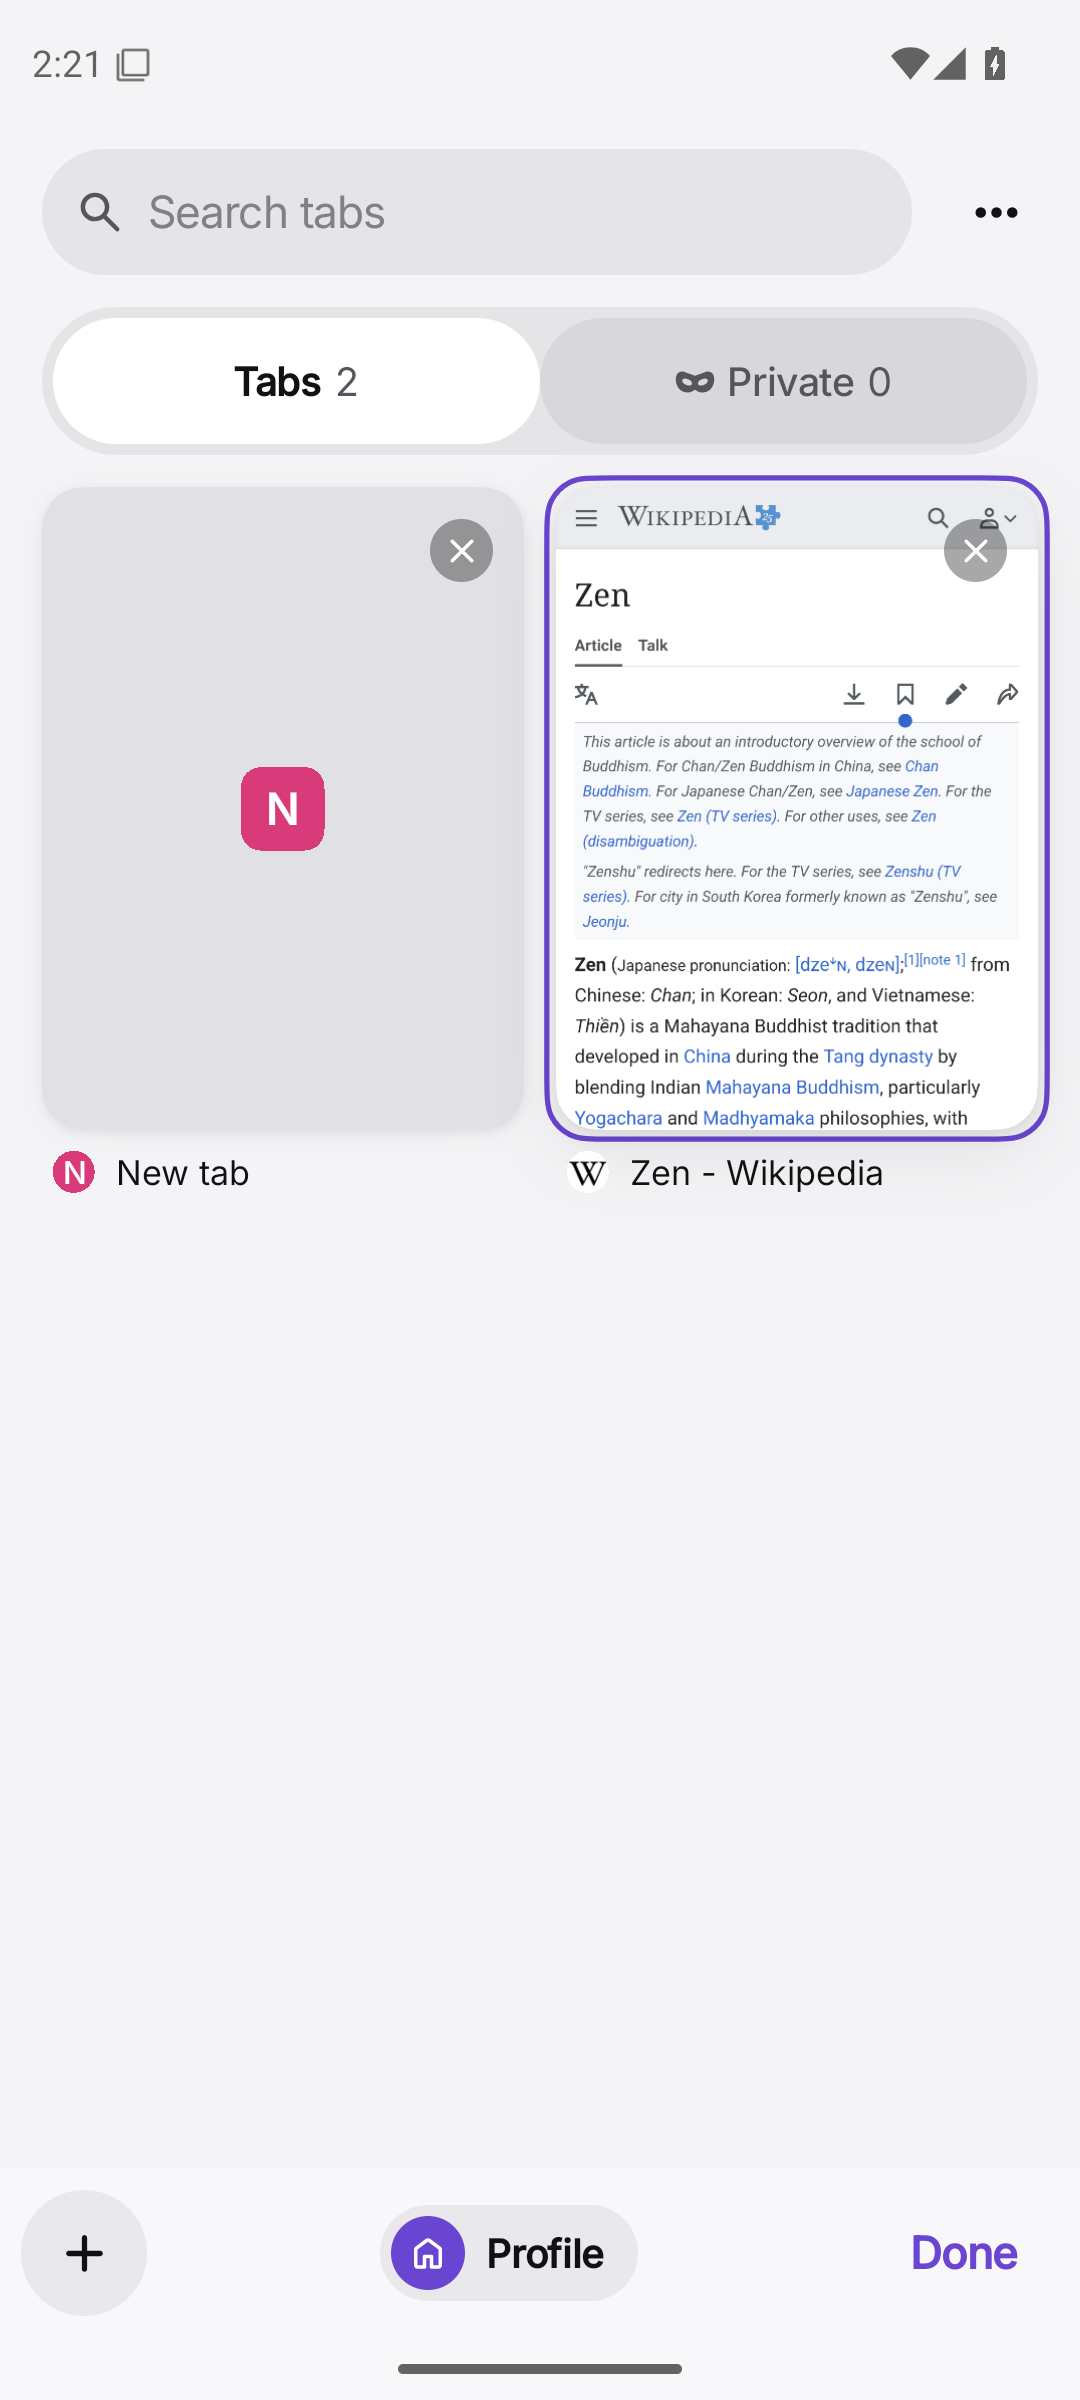 2:21
Search tabs
Tabs 2
Private 0
WIKIPEDIA 25
Zen
Article Talk
This article is about an introductory overview of the school of
Buddhism. For Chan/Zen Buddhism in China, see Chan
Buddhism. For Japanese Chan/Zen, see Japanese Zen. For the
TV series, see Zen (TV series). For other uses, see Zen
(disambiguation).
"Zenshu" redirects here. For the TV series, see Zenshu (TV
series). For city in South Korea formerly known as "Zenshu", see
Jeonju.
Zen (Japanese pronunciation: [dzeꜜɴ, dzeɴ];[1][note 1] from
Chinese: Chan; in Korean: Seon, and Vietnamese:
Thiền) is a Mahayana Buddhist tradition that
developed in China during the Tang dynasty by
blending Indian Mahayana Buddhism, particularly
Yogachara and Madhyamaka philosophies, with
N
N New tab
W Zen - Wikipedia
Profile
Done